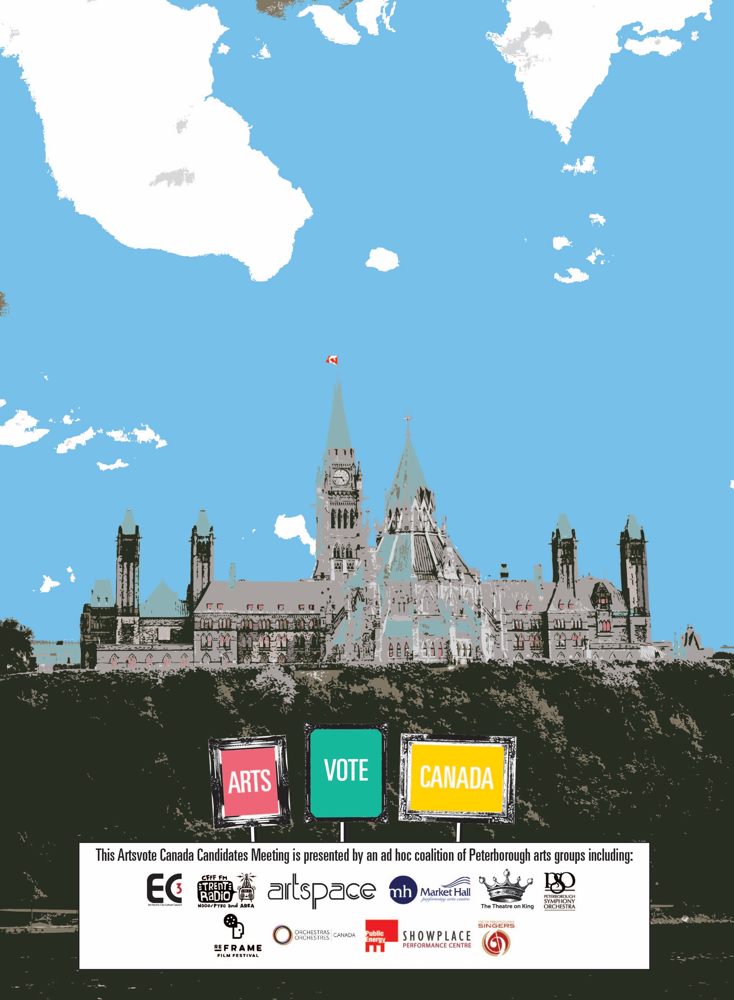 ARTS
VOTE
CANADA
This Artsvote Canada Candidates Meeting is presented by an ad hoc coalition of Peterborough arts groups including:
EC3
he Electric City Culture Council
CFFF FM
TRENT
RaDiO
92.7
NOGO/PTBO and AREA
artspace
mh
Market Hall
performing arts centre
The Theatre on King
PSO
PETERBOROUGH
SYMPHONY
ORCHESTRA
REFRAME
FILM FESTIVAL
ORCHESTRAS
ORCHESTRES
CANADA
Public
Energy
SHOWPLACE
PERFORMANCE CENTRE
PETERBOROUGH
SINGERS